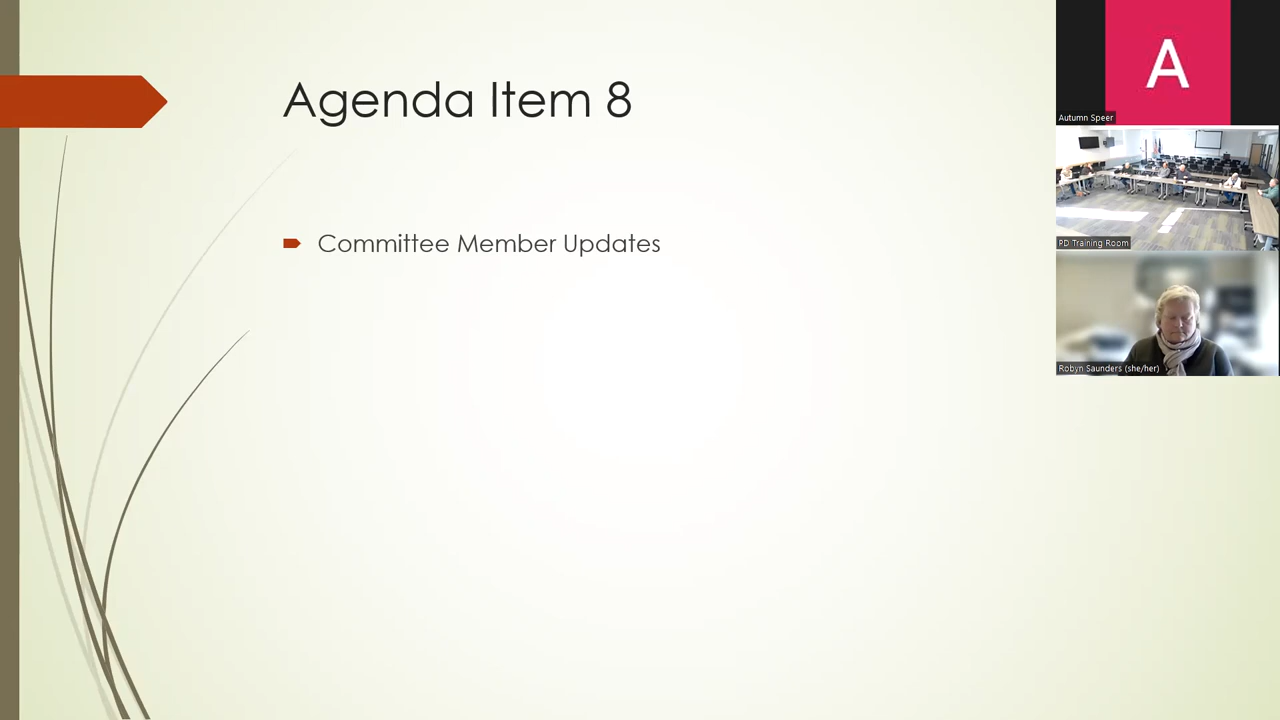 Agenda Item 8
Committee Member Updates
A
Autumn Speer
PD Training Room
Robyn Saunders (she/her)